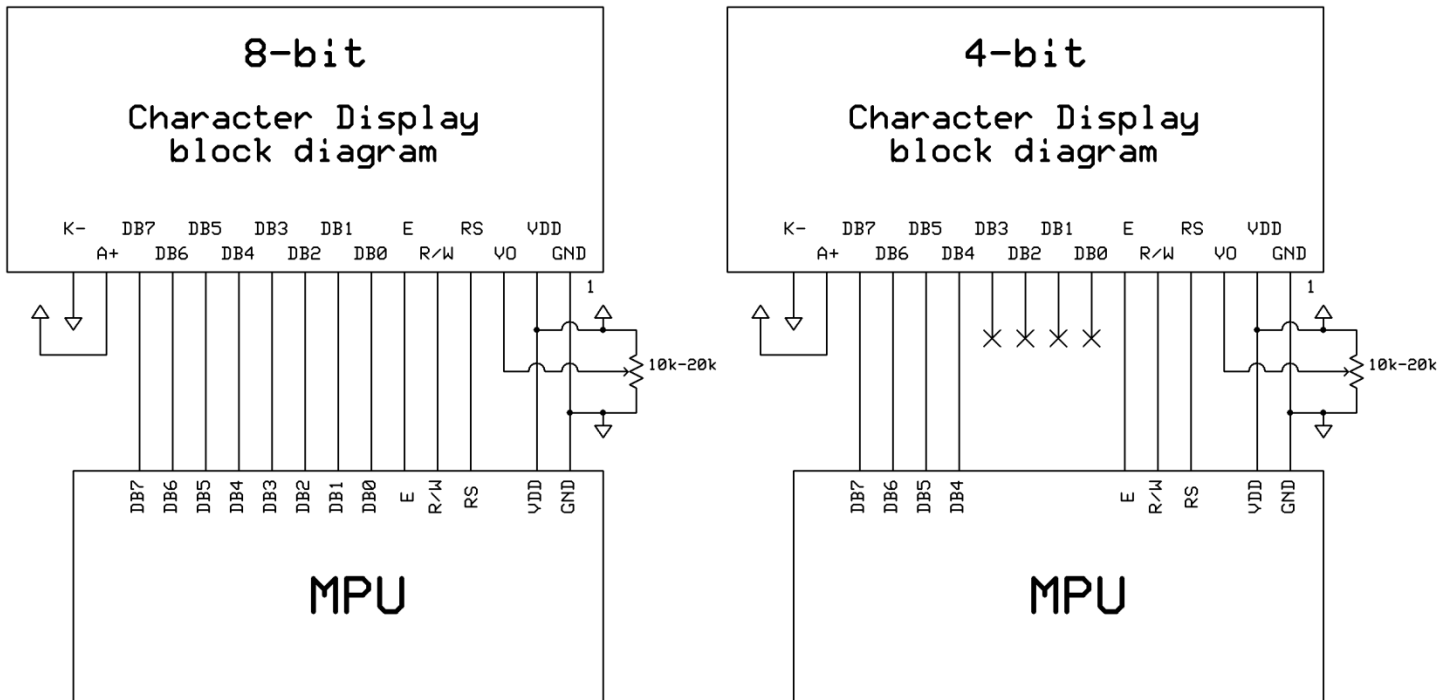 8-bit
Character Display
block diagram
K- DB7 DB5 DB3 DB1 E RS VDD
A+ DB6 DB4 DB2 DB0 R/W VO GND
1
10k-20k
DB7 DB6 DB5 DB4 DB3 DB2 DB1 DB0 E R/W RS VDD GND
MPU
4-bit
Character Display
block diagram
K- DB7 DB5 DB3 DB1 E RS VDD
A+ DB6 DB4 DB2 DB0 R/W VO GND
1
10k-20k
DB7 DB6 DB5 DB4 E R/W RS VDD GND
MPU